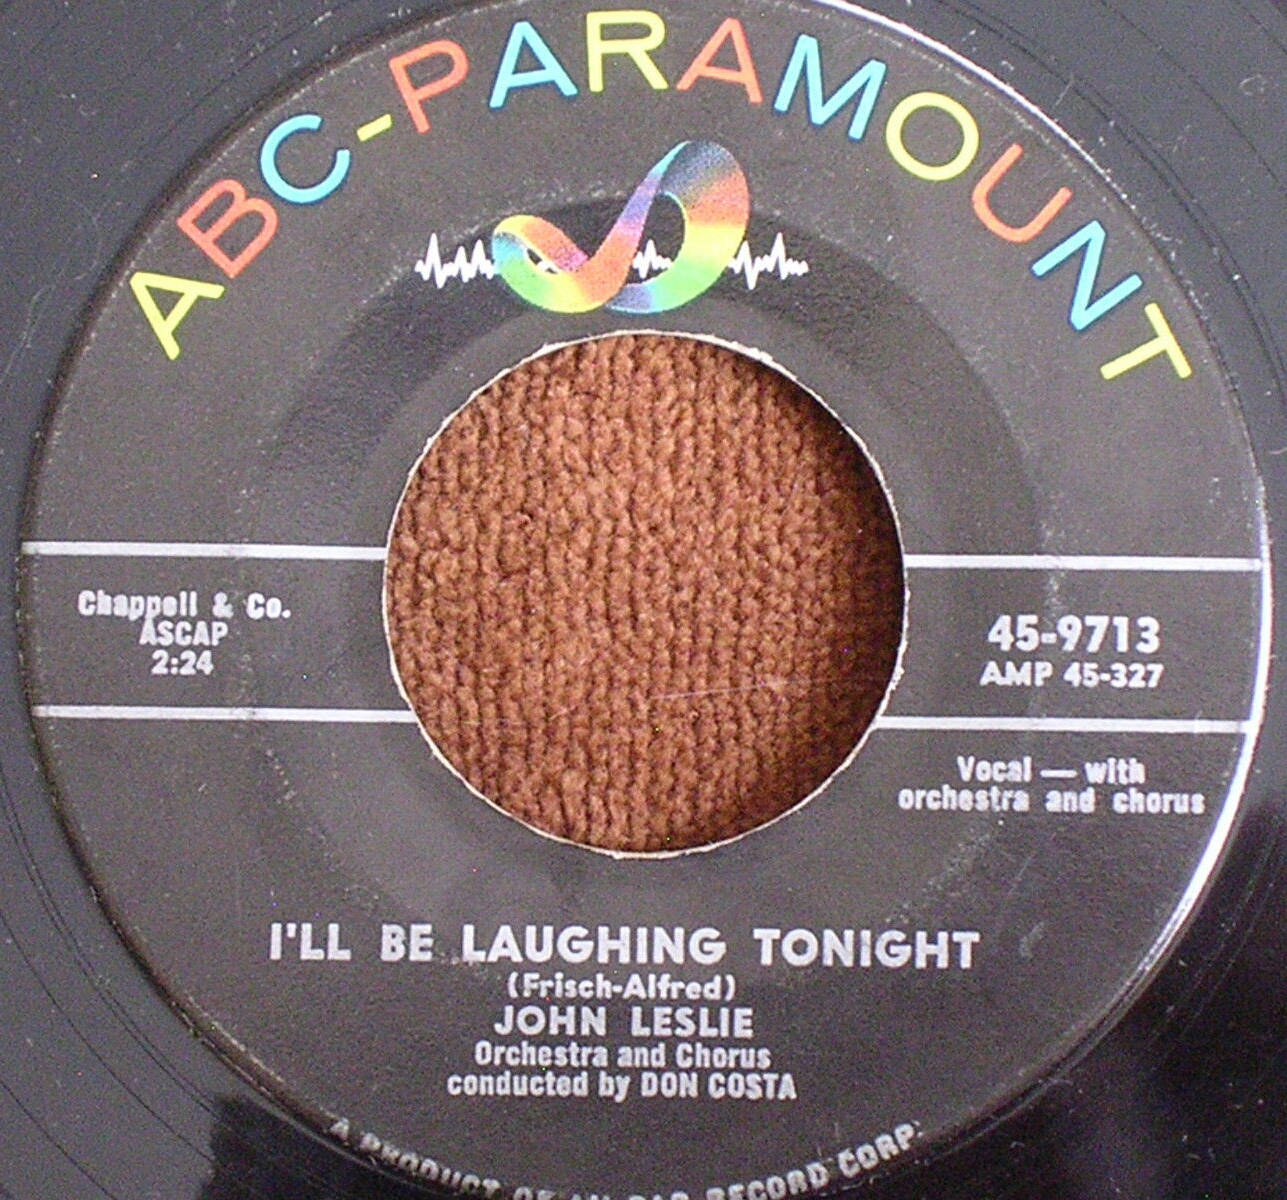 ABC-PARAMOUNT
Chappell & Co.
ASCAP
2:24
45-9713
AMP 45-327
Vocal — with
orchestra and chorus
I'LL BE LAUGHING TONIGHT
(Frisch-Alfred)
JOHN LESLIE
Orchestra and Chorus
conducted by DON COSTA
A PRODUCT OF RECORD CORP.